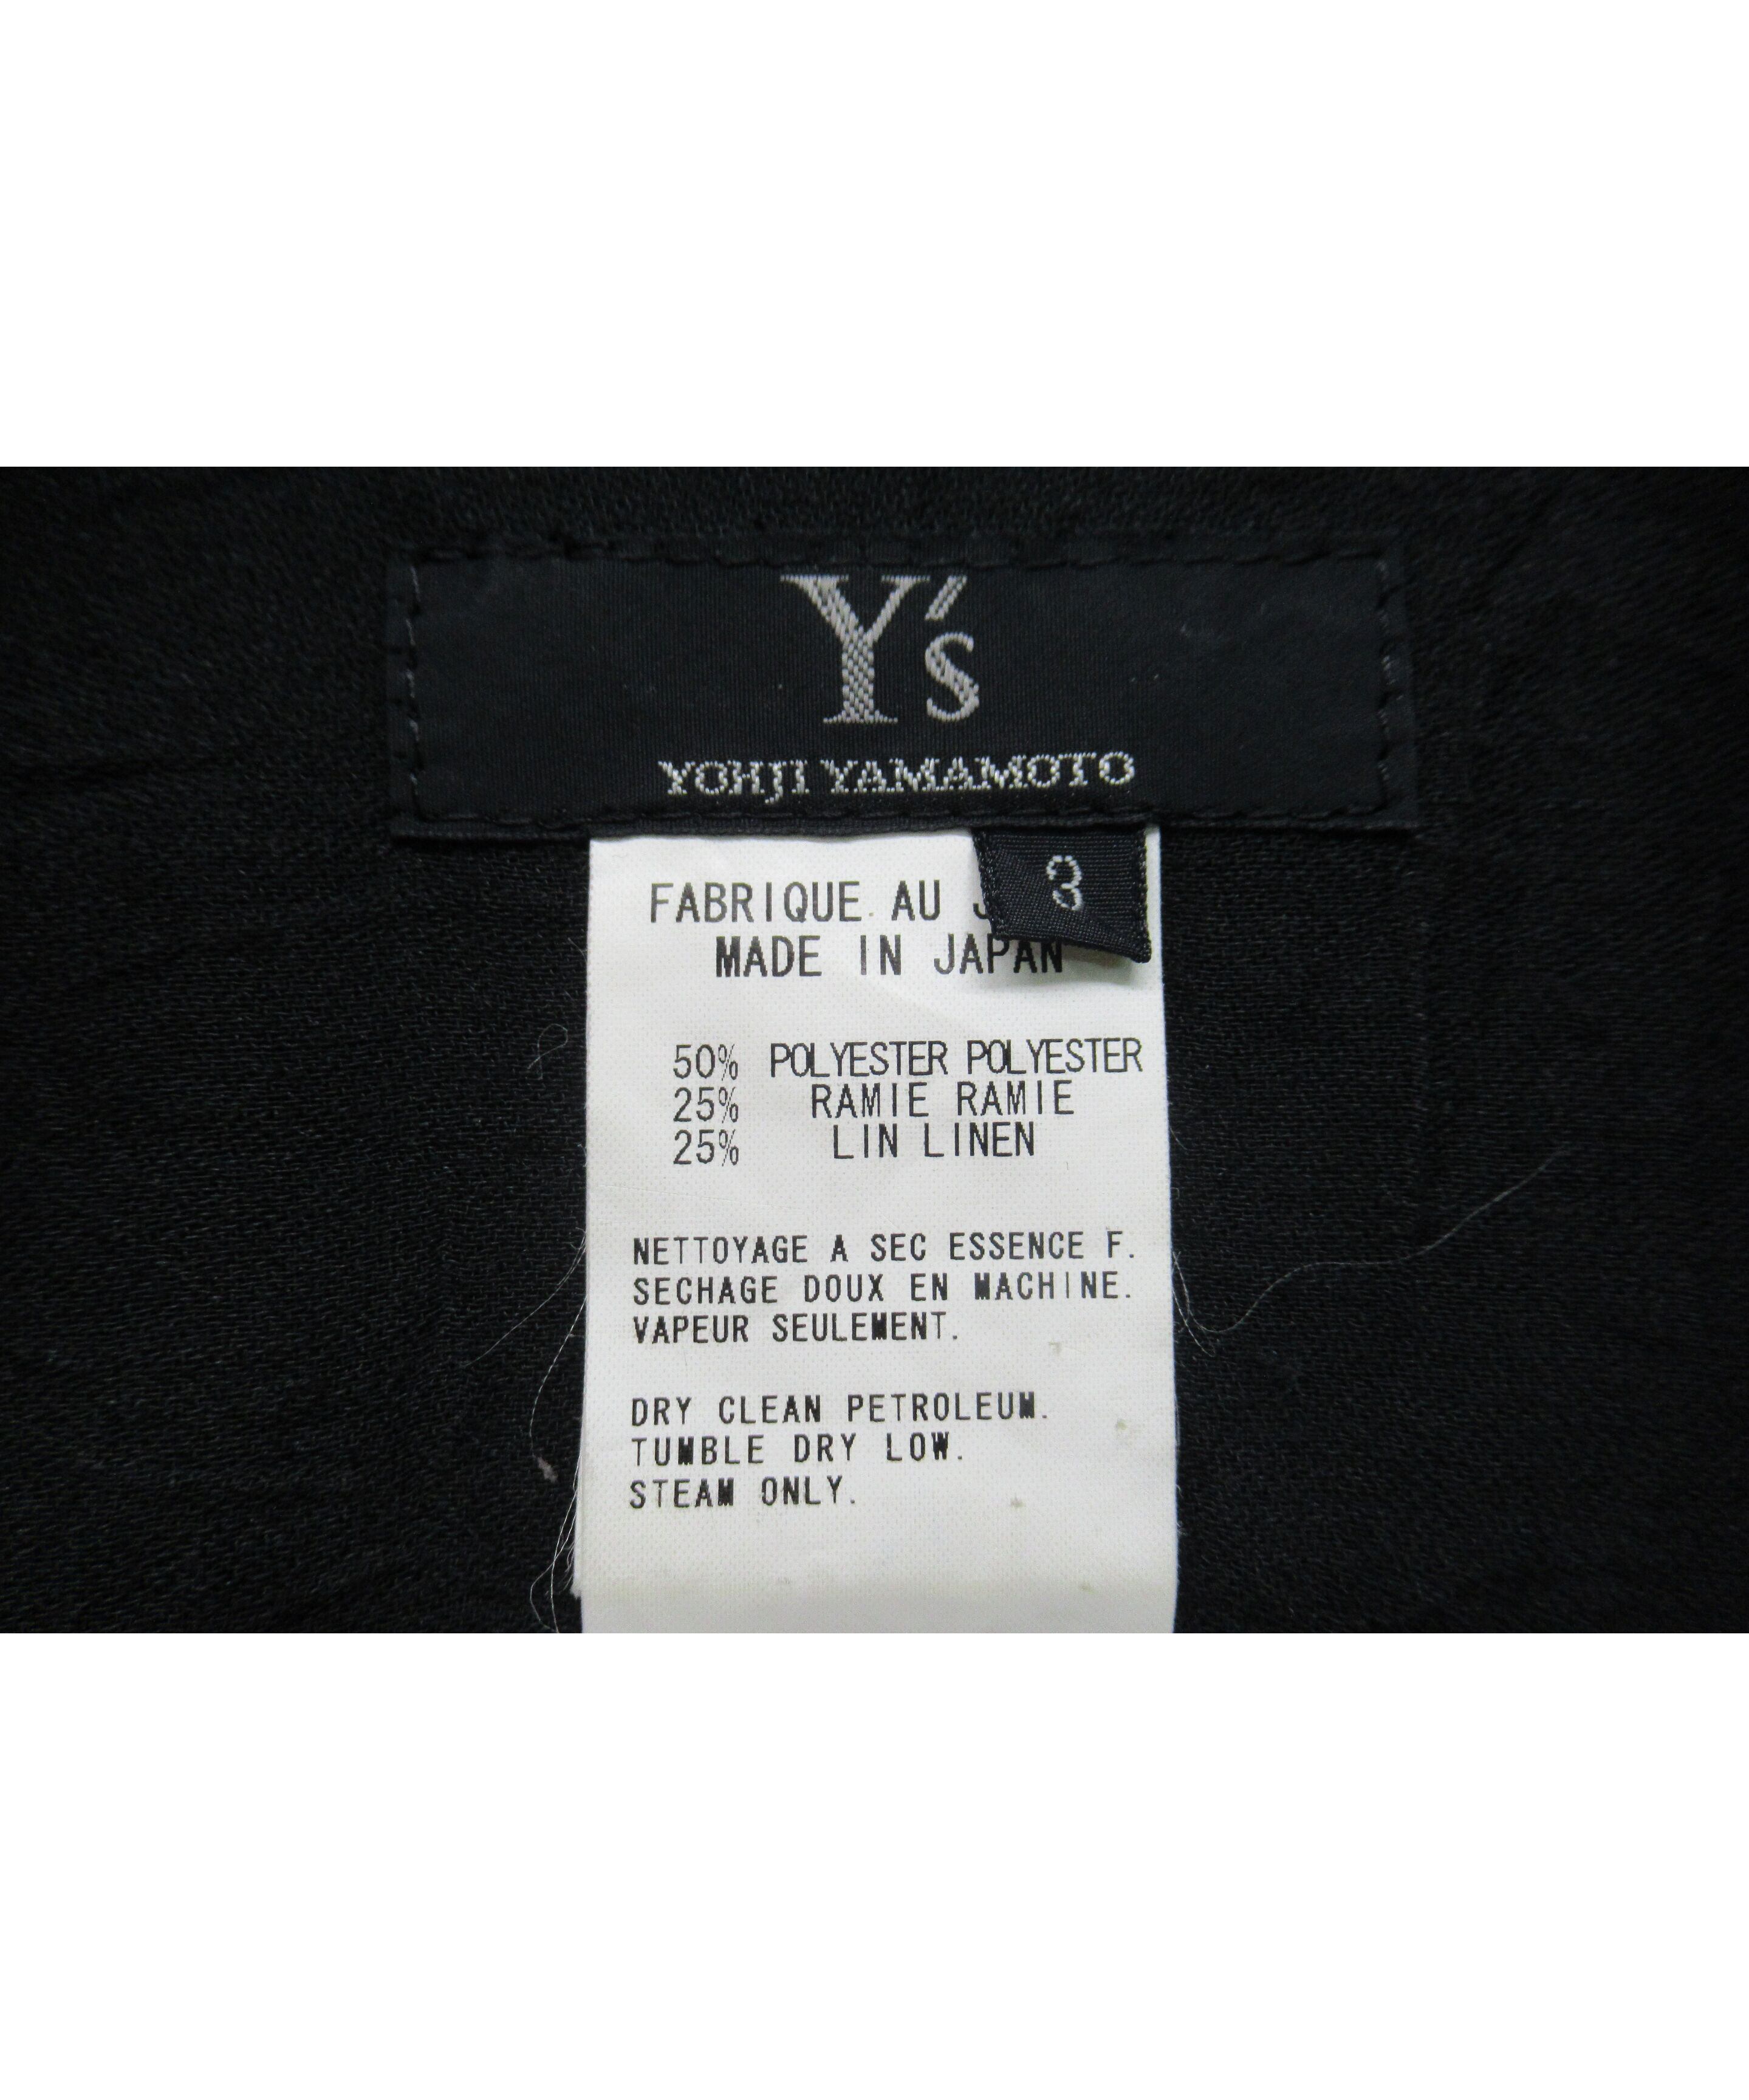 Y's
YOHJI YAMAMOTO
3
FABRIQUE AU
MADE IN JAPAN
50% POLYESTER POLYESTER
25% RAMIE RAMIE
25% LIN LINEN
NETTOYAGE A SEC ESSENCE F.
SECHAGE DOUX EN MACHINE.
VAPEUR SEULEMENT.
DRY CLEAN PETROLEUM.
TUMBLE DRY LOW.
STEAM ONLY.